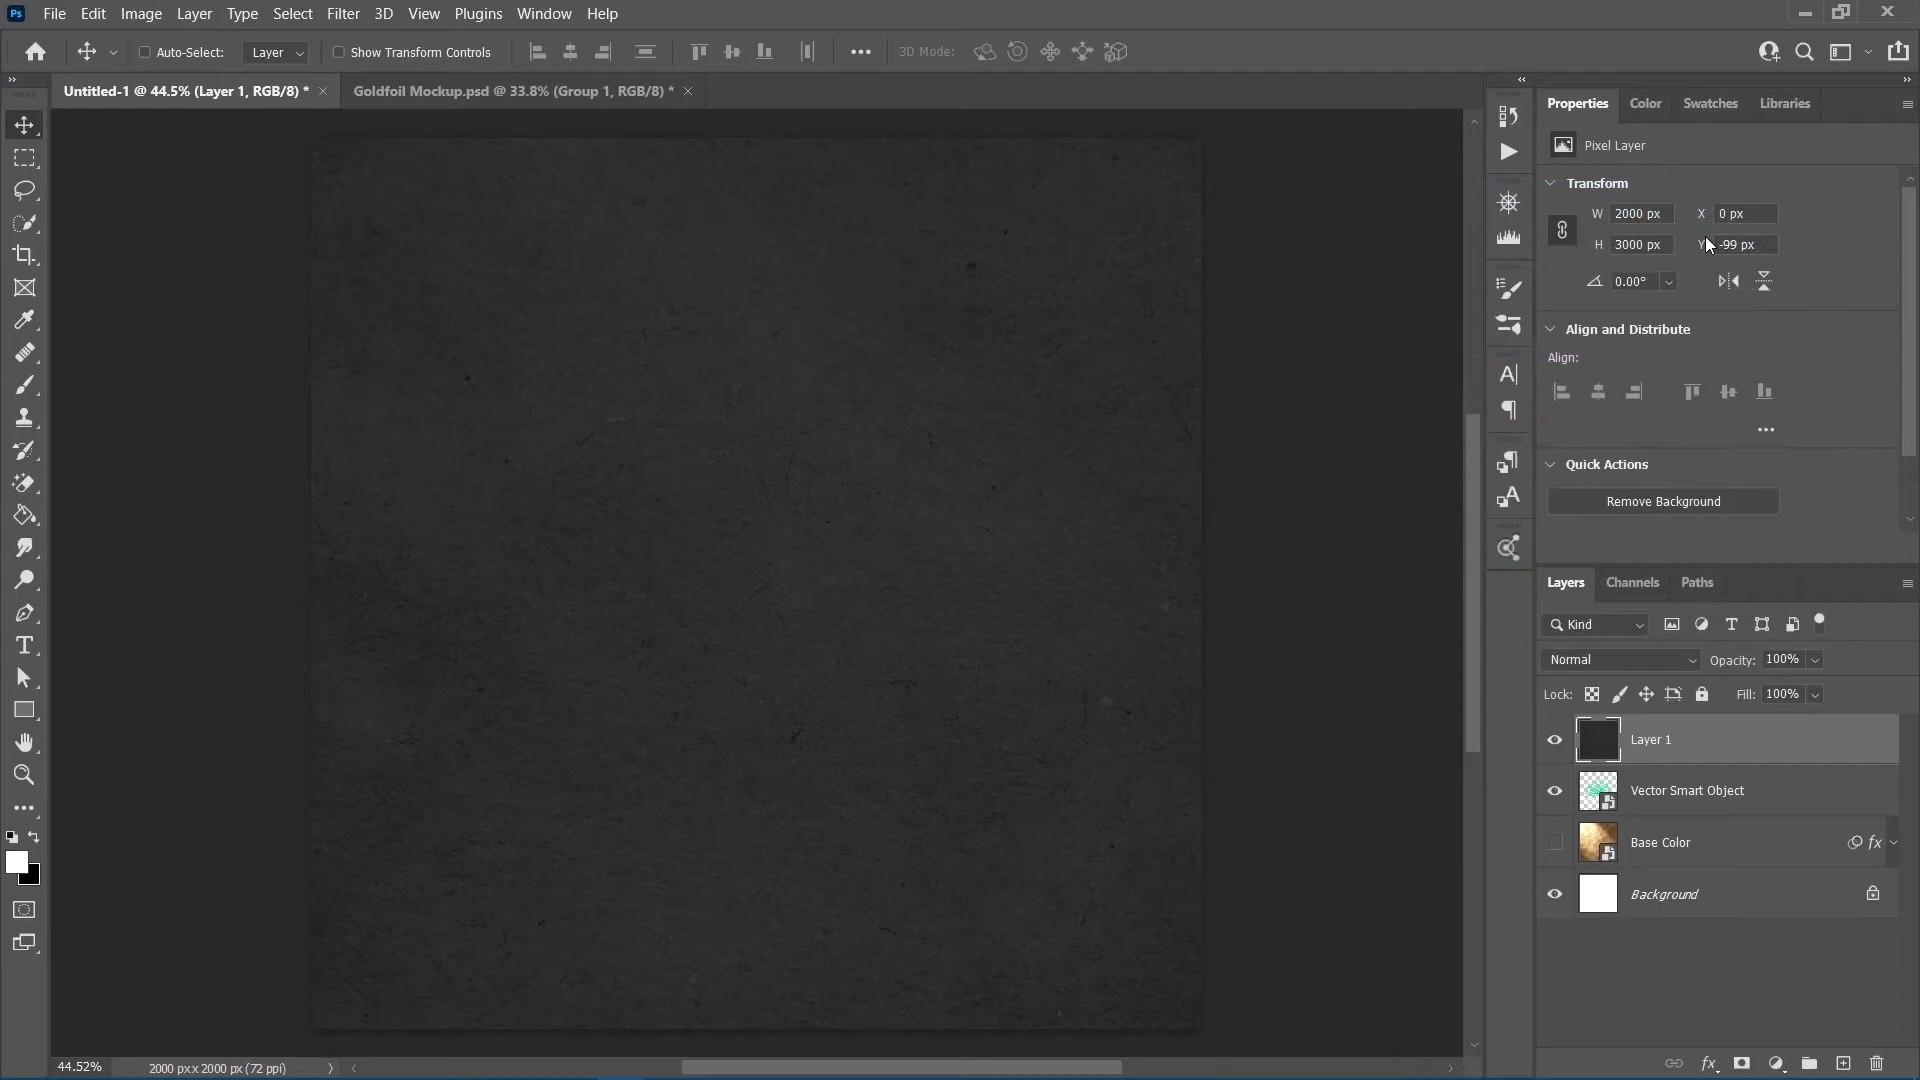 Ps File Edit Image Layer Type Select Filter 3D View Plugins Window Help
Auto-Select: Layer Show Transform Controls 3D Mode:
Untitled-1 @ 44.5% (Layer 1, RGB/8) * Goldfoil Mockup.psd @ 33.8% (Group 1, RGB/8) *
Properties Color Swatches Libraries
Pixel Layer
Transform
W 2000 px X 0 px
H 3000 px Y -99 px
0.00°
Align and Distribute
Align:
Quick Actions
Remove Background
Layers Channels Paths
Kind
Normal Opacity: 100%
Lock: Fill: 100%
Layer 1
Vector Smart Object
Base Color fx
Background
44.52% 2000 px x 2000 px (72 ppi)
fx